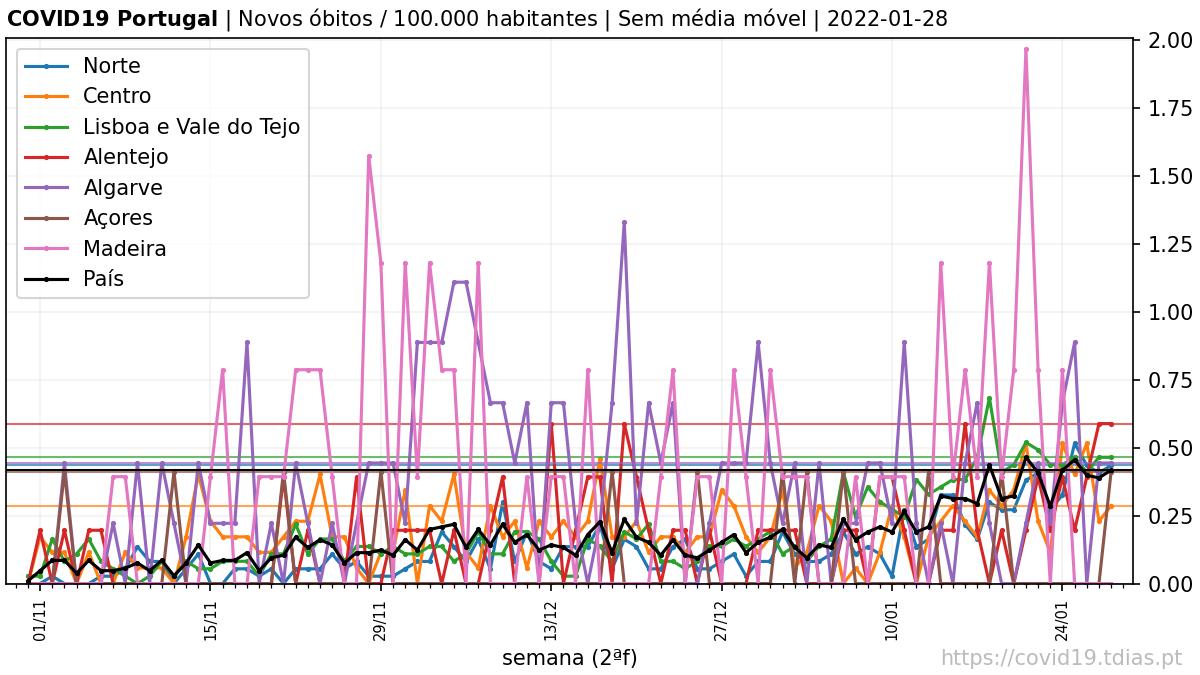 COVID19 Portugal | Novos óbitos / 100.000 habitantes | Sem média móvel | 2022-01-28
Norte
Centro
Lisboa e Vale do Tejo
Alentejo
Algarve
Açores
Madeira
País
2.00
1.75
1.50
1.25
1.00
0.75
0.50
0.25
0.00
01/11
15/11
29/11
13/12
27/12
10/01
24/01
semana (2ªf)
https://covid19.tdias.pt